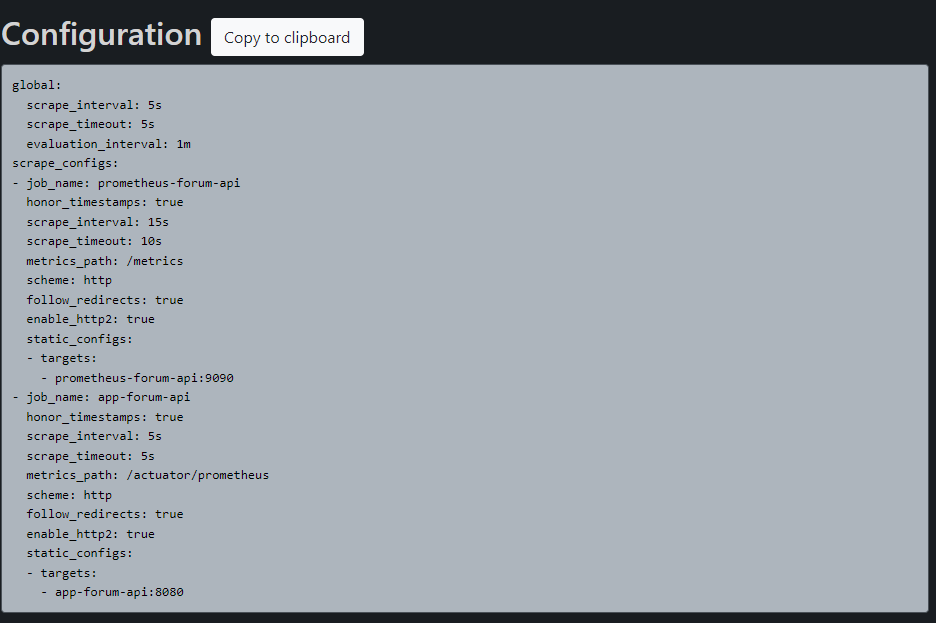 Configuration Copy to clipboard
global:
  scrape_interval: 5s
  scrape_timeout: 5s
  evaluation_interval: 1m
scrape_configs:
- job_name: prometheus-forum-api
  honor_timestamps: true
  scrape_interval: 15s
  scrape_timeout: 10s
  metrics_path: /metrics
  scheme: http
  follow_redirects: true
  enable_http2: true
  static_configs:
  - targets:
    - prometheus-forum-api:9090
- job_name: app-forum-api
  honor_timestamps: true
  scrape_interval: 5s
  scrape_timeout: 5s
  metrics_path: /actuator/prometheus
  scheme: http
  follow_redirects: true
  enable_http2: true
  static_configs:
  - targets:
    - app-forum-api:8080